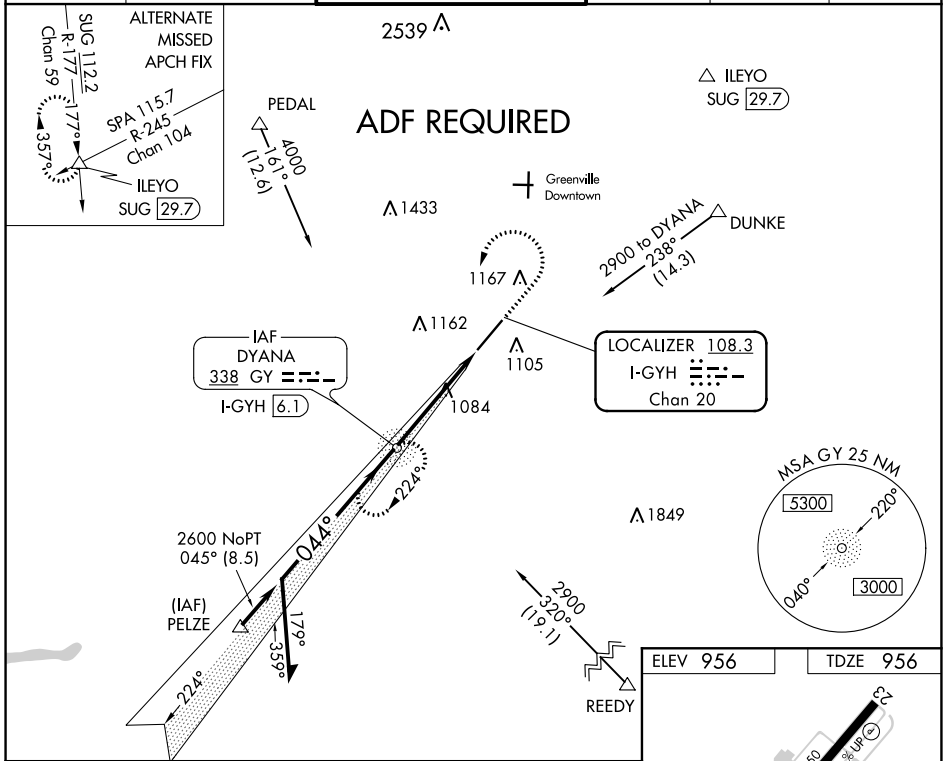 ALTERNATE
MISSED
APCH FIX
SUG 112.2
R-177
Chan 59
177°
357°
SPA 115.7
R-245
Chan 104
ILEYO
SUG 29.7
2539
ILEYO
SUG 29.7
PEDAL
4000
161°
(12.6)
ADF REQUIRED
Greenville
Downtown
1433
DUNKE
2900 to DYANA
238°
(14.3)
1167
1162
1105
IAF
DYANA
338 GY
I-GYH 6.1
LOCALIZER 108.3
I-GYH
Chan 20
1084
224°
044°
MSA GY 25 NM
5300
220°
040°
3000
1849
2600 NoPT
045° (8.5)
(IAF)
PELZE
179°
359°
224°
2900
320°
(19.1)
REEDY
ELEV 956
TDZE 956
23
% UP